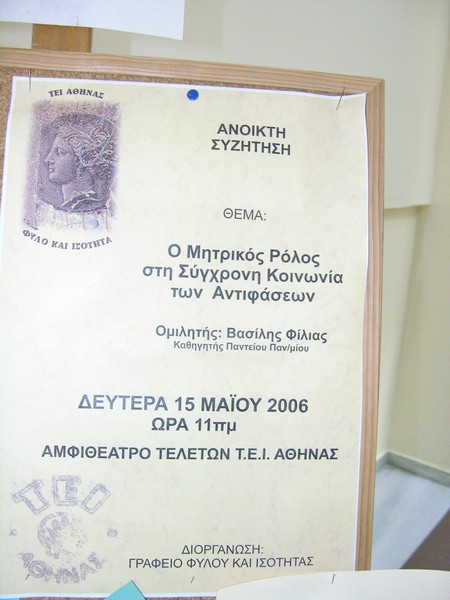 ΤΕΙ ΑΘΗΝΑΣ
ΦΥΛΟ ΚΑΙ ΙΣΟΤΗΤΑ
ΑΝΟΙΚΤΗ
ΣΥΖΗΤΗΣΗ
ΘΕΜΑ:
Ο Μητρικός Ρόλος
στη Σύγχρονη Κοινωνία
των Αντιφάσεων
Ομιλητής: Βασίλης Φίλιας
Καθηγητής Παντείου Παν/μίου
ΔΕΥΤΕΡΑ 15 ΜΑΪΟΥ 2006
ΩΡΑ 11πμ
ΑΜΦΙΘΕΑΤΡΟ ΤΕΛΕΤΩΝ Τ.Ε.Ι. ΑΘΗΝΑΣ
ΤΕΙ
ΑΘΗΝΑΣ
ΔΙΟΡΓΑΝΩΣΗ:
ΓΡΑΦΕΙΟ ΦΥΛΟΥ ΚΑΙ ΙΣΟΤΗΤΑΣ